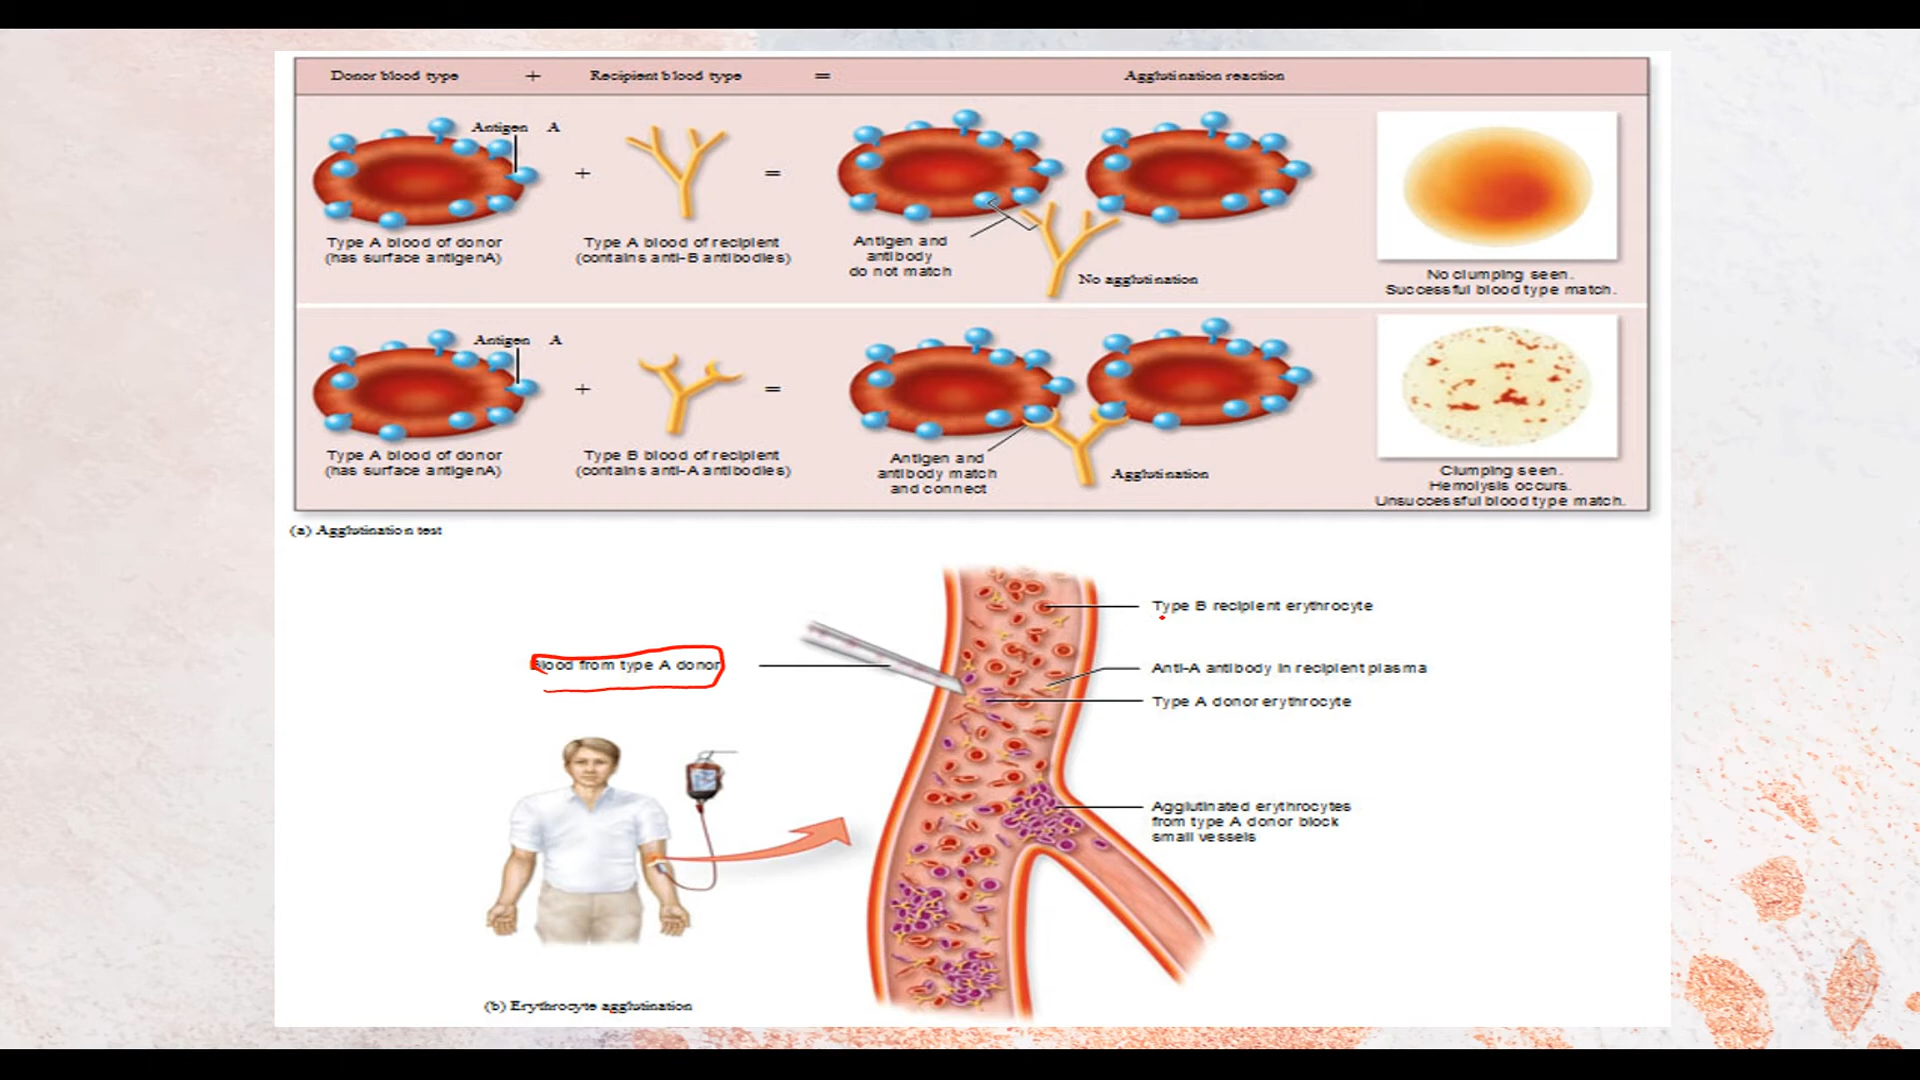 Donor blood type + Recipient blood type = Agglutination reaction
Antigen A
+
=
Type A blood of donor
(has surface antigenA)
Type A blood of recipient
(contains anti-B antibodies)
Antigen and
antibody
do not match
No agglutination
No clumping seen.
Successful blood type match.
Antigen A
+
=
Type A blood of donor
(has surface antigenA)
Type B blood of recipient
(contains anti-A antibodies)
Antigen and
antibody match
and connect
Agglutination
Clumping seen.
Hemolysis occurs.
Unsuccessful blood type match.
(a) Agglutination test
Blood from type A donor
Type B recipient erythrocyte
Anti-A antibody in recipient plasma
Type A donor erythrocyte
Agglutinated erythrocytes
from type A donor block
small vessels
(b) Erythrocyte agglutination